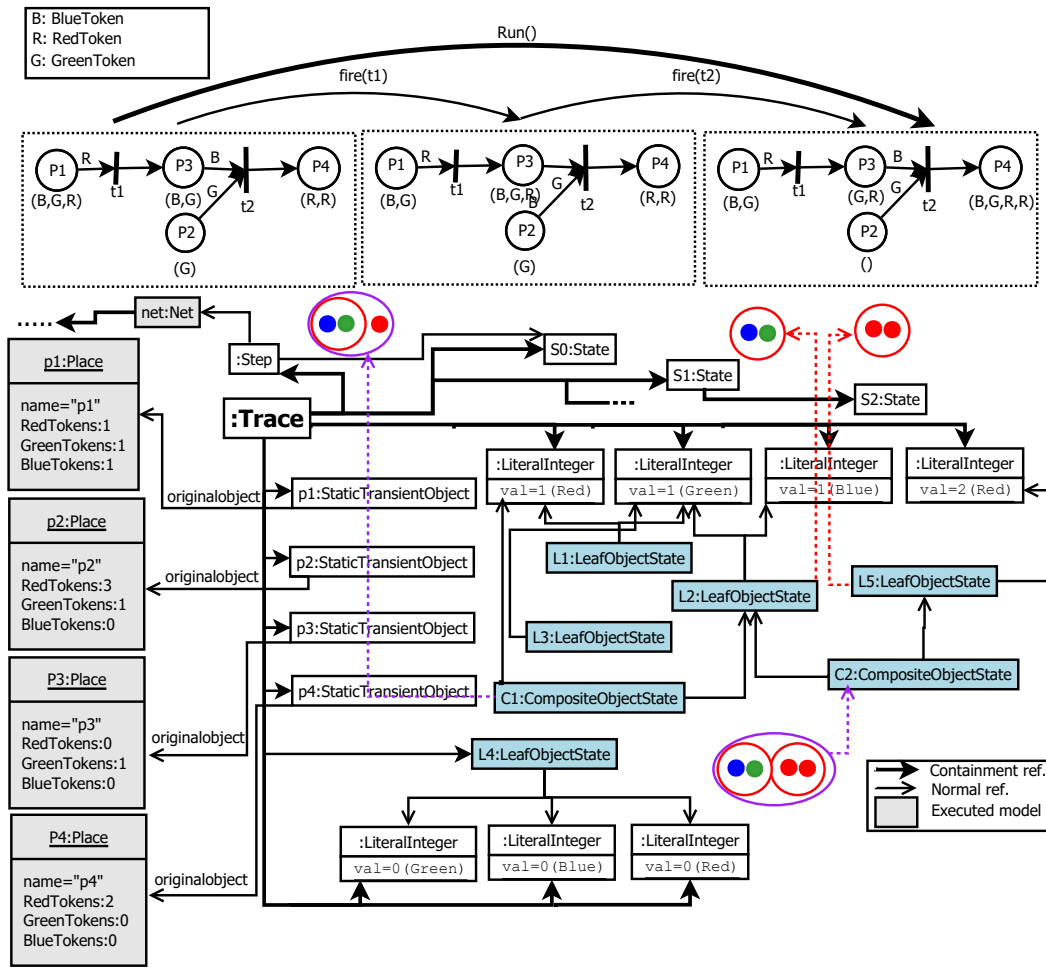 B: BlueToken
R: RedToken
G: GreenToken
Run()
fire(t1)
fire(t2)
P1
R
t1
P3
B
G
t2
P4
(B,G,R)
(B,G)
(R,R)
P2
(G)
P1
R
t1
P3
B
G
t2
P4
(B,G)
(B,G,R)
B
(R,R)
P2
(G)
P1
R
t1
P3
B
G
t2
P4
(B,G)
(G,R)
(B,G,R,R)
P2
()
.....
net:Net
:Step
S0:State
S1:State
S2:State
...
:Trace
p1:Place
name="p1"
RedTokens:1
GreenTokens:1
BlueTokens:1
p2:Place
name="p2"
RedTokens:3
GreenTokens:1
BlueTokens:0
P3:Place
name="p3"
RedTokens:0
GreenTokens:1
BlueTokens:0
P4:Place
name="p4"
RedTokens:2
GreenTokens:0
BlueTokens:0
originalobject
originalobject
originalobject
originalobject
p1:StaticTransientObject
p2:StaticTransientObject
p3:StaticTransientObject
p4:StaticTransientObject
:LiteralInteger
val=1(Red)
:LiteralInteger
val=1(Green)
:LiteralInteger
val=1(Blue)
:LiteralInteger
val=2(Red)
L1:LeafObjectState
L2:LeafObjectState
L5:LeafObjectState
L3:LeafObjectState
C1:CompositeObjectState
C2:CompositeObjectState
L4:LeafObjectState
:LiteralInteger
val=0(Green)
:LiteralInteger
val=0(Blue)
:LiteralInteger
val=0(Red)
Containment ref.
Normal ref.
Executed model